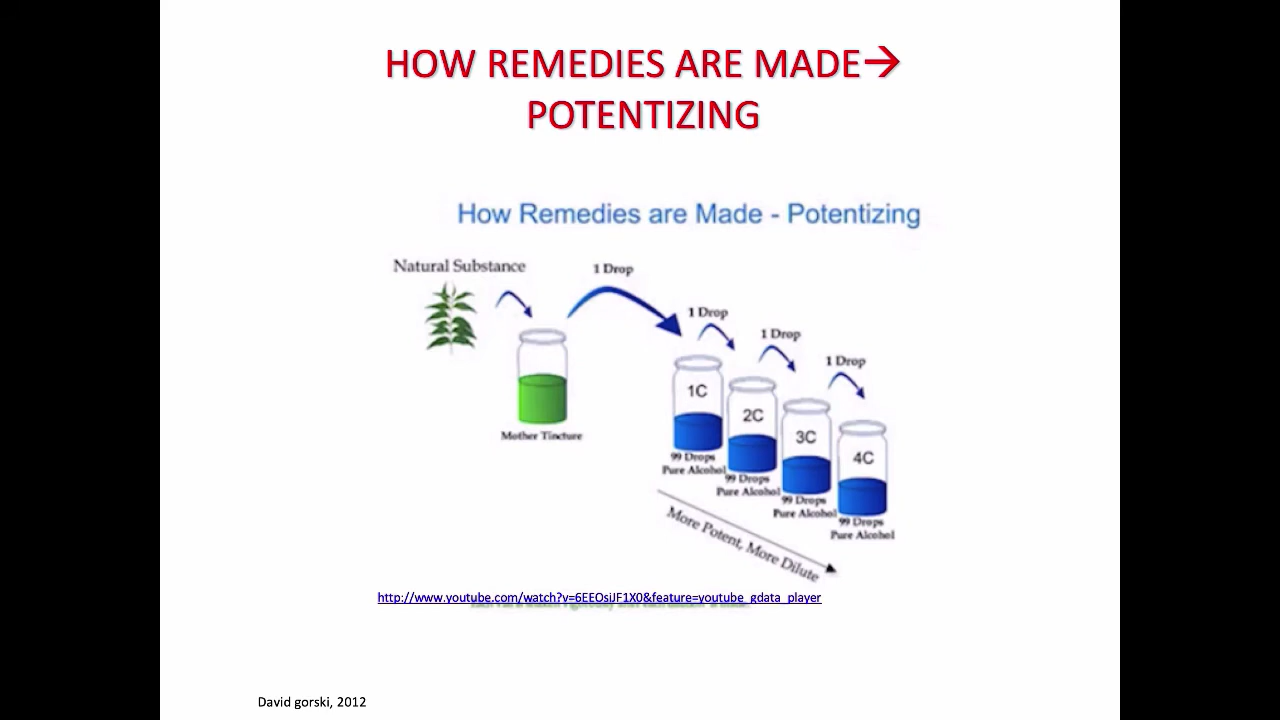 HOW REMEDIES ARE MADE→
POTENTIZING
How Remedies are Made - Potentizing
Natural Substance
1 Drop
1 Drop
1 Drop
1 Drop
1C
2C
3C
4C
Mother Tincture
99 Drops
Pure Alcohol
99 Drops
Pure Alcohol
99 Drops
Pure Alcohol
99 Drops
Pure Alcohol
More Potent, More Dilute
http://www.youtube.com/watch?v=6EEOsiJF1X0&feature=youtube_gdata_player
David gorski, 2012